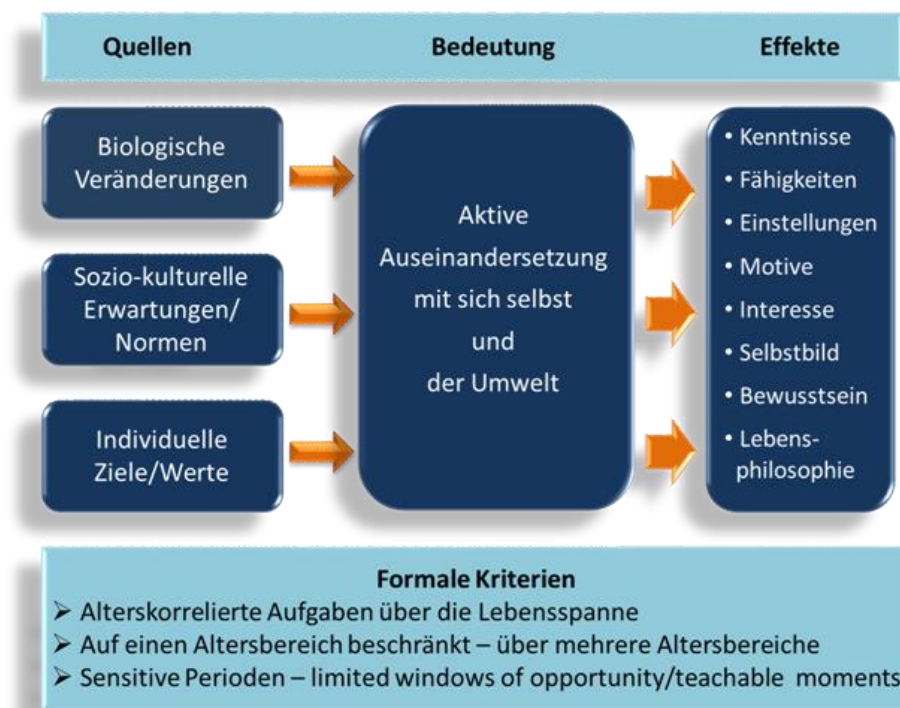 Quellen
Bedeutung
Effekte
Biologische
Veränderungen
Sozio-kulturelle
Erwartungen/
Normen
Individuelle
Ziele/Werte
Aktive
Auseinandersetzung
mit sich selbst
und
der Umwelt
• Kenntnisse
• Fähigkeiten
• Einstellungen
• Motive
• Interesse
• Selbstbild
• Bewusstsein
• Lebens-
philosophie
Formale Kriterien
➢ Alterskorrelierte Aufgaben über die Lebensspanne
➢ Auf einen Altersbereich beschränkt – über mehrere Altersbereiche
➢ Sensitive Perioden – limited windows of opportunity/teachable moments